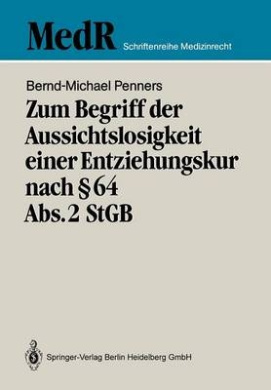 MedR Schriftenreihe Medizinrecht
Bernd-Michael Penners
Zum Begriff der
Aussichtslosigkeit
einer Entziehungskur
nach §64
Abs.2 StGB
Springer-Verlag Berlin Heidelberg GmbH